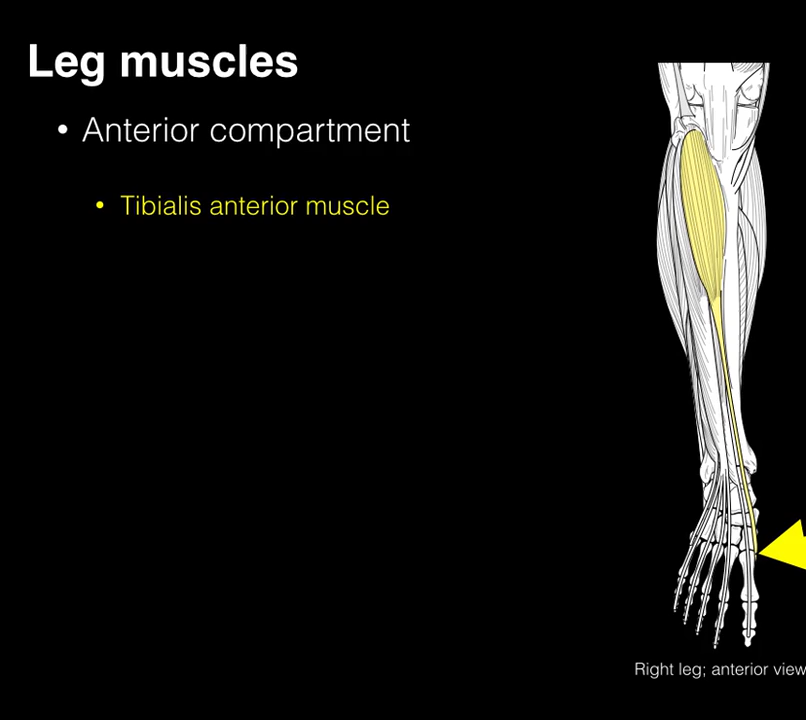 Leg muscles
• Anterior compartment
• Tibialis anterior muscle
Right leg; anterior view